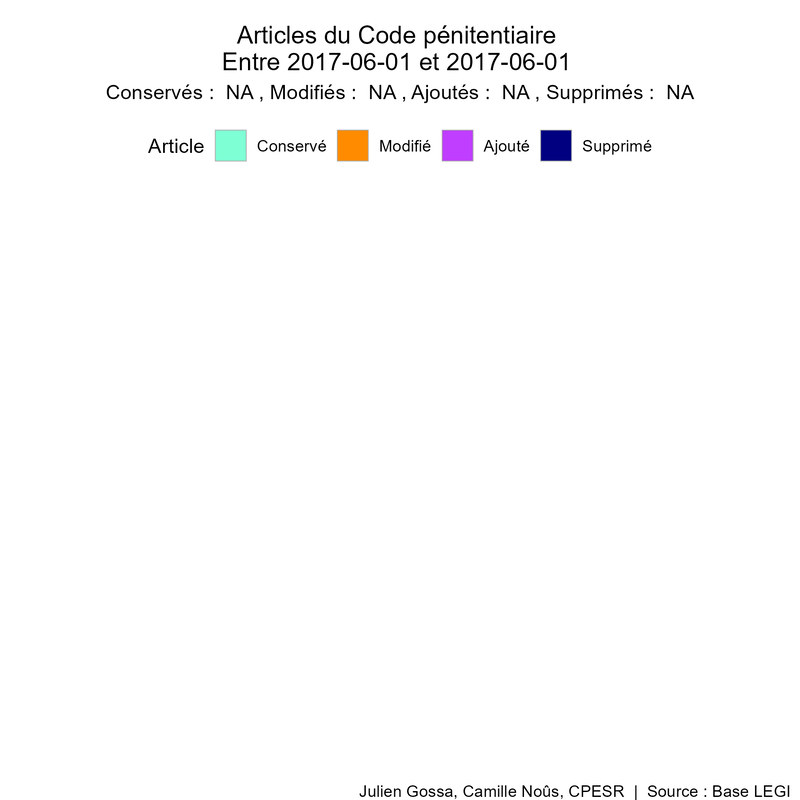 Articles du Code pénitentiaire
Entre 2017-06-01 et 2017-06-01
Conservés : NA , Modifiés : NA , Ajoutés : NA , Supprimés : NA
Article Conservé Modifié Ajouté Supprimé
Julien Gossa, Camille Noûs, CPESR | Source : Base LEGI